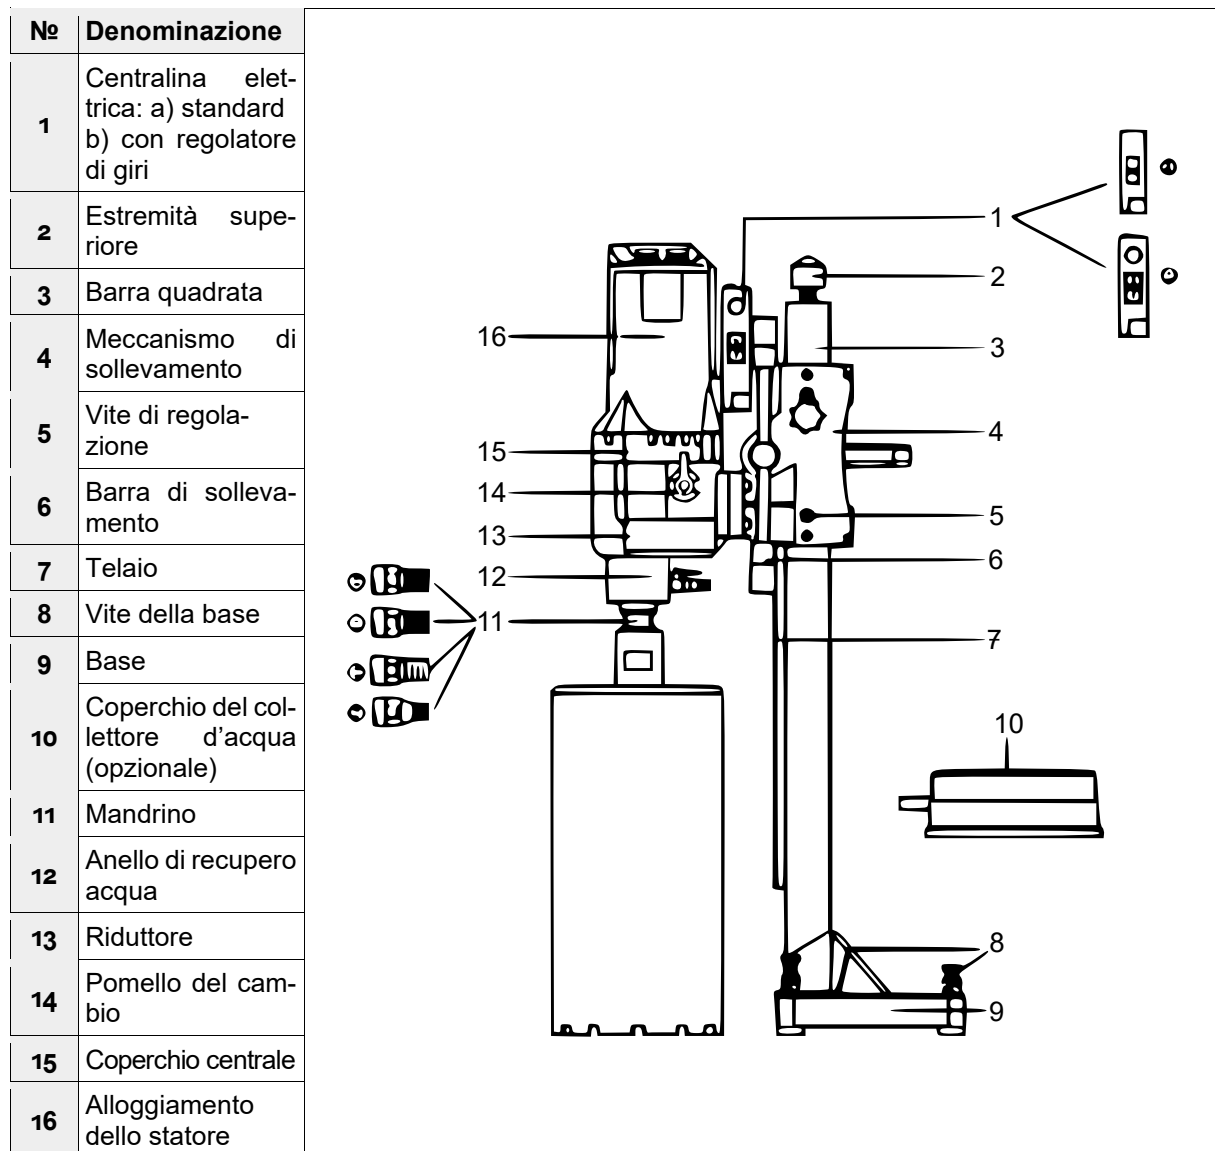 № Denominazione
1 Centralina elet-
trica: a) standard
b) con regolatore
di giri
2 Estremità supe-
riore
3 Barra quadrata
4 Meccanismo di
sollevamento
5 Vite di regola-
zione
6 Barra di solleva-
mento
7 Telaio
8 Vite della base
9 Base
10 Coperchio del col-
lettore d’acqua
(opzionale)
11 Mandrino
12 Anello di recupero
acqua
13 Riduttore
14 Pomello del cam-
bio
15 Coperchio centrale
16 Alloggiamento
dello statore
1
2
16
3
4
15
14
5
13
6
12
11
7
10
8
9